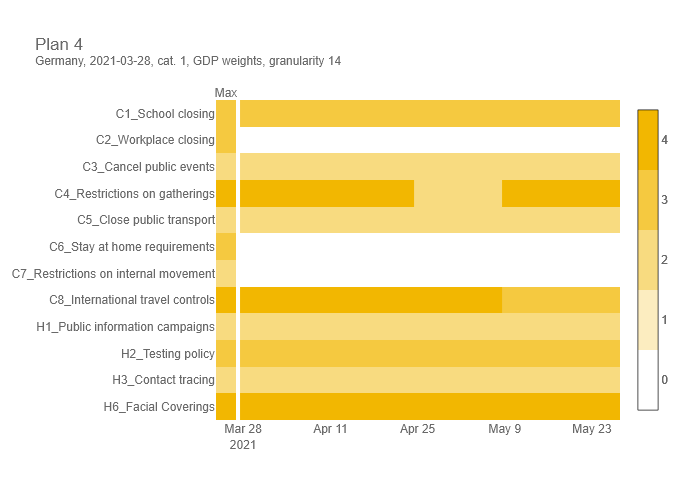 Plan 4
Germany, 2021-03-28, cat. 1, GDP weights, granularity 14
Max
C1_School closing
C2_Workplace closing
C3_Cancel public events
C4_Restrictions on gatherings
C5_Close public transport
C6_Stay at home requirements
C7_Restrictions on internal movement
C8_International travel controls
H1_Public information campaigns
H2_Testing policy
H3_Contact tracing
H6_Facial Coverings
4
3
2
1
0
Mar 28 Apr 11 Apr 25 May 9 May 23
2021